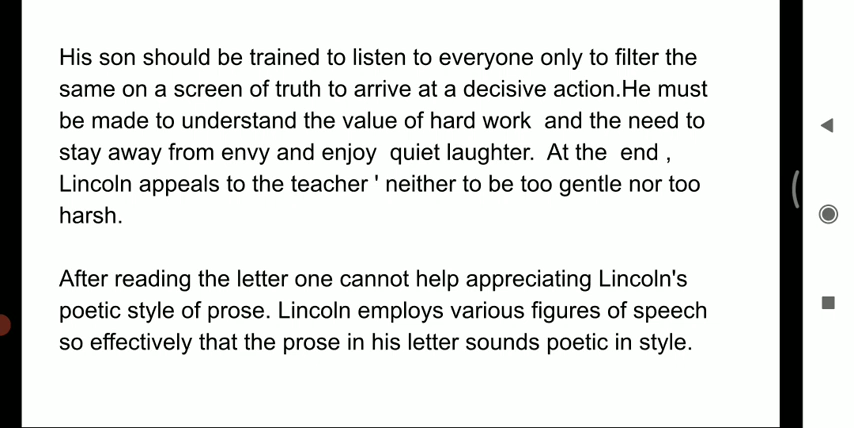 His son should be trained to listen to everyone only to filter the
same on a screen of truth to arrive at a decisive action.He must
be made to understand the value of hard work  and the need to
stay away from envy and enjoy  quiet laughter.  At the  end ,
Lincoln appeals to the teacher ' neither to be too gentle nor too
harsh.
After reading the letter one cannot help appreciating Lincoln's
poetic style of prose. Lincoln employs various figures of speech
so effectively that the prose in his letter sounds poetic in style.